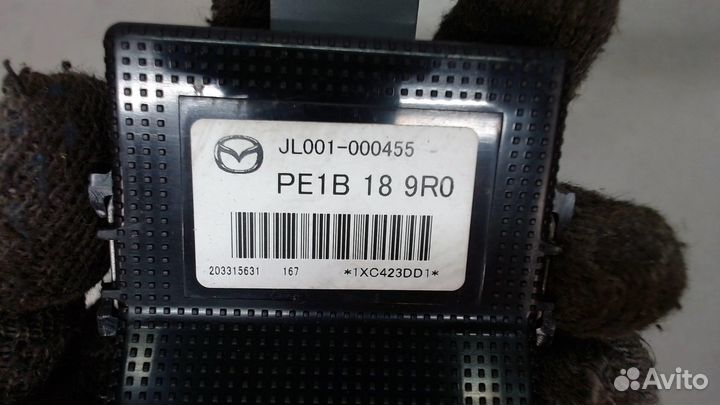 JL001-000455
PE1B 18 9R0
203315631 167 *1XC423DD1*
Avito